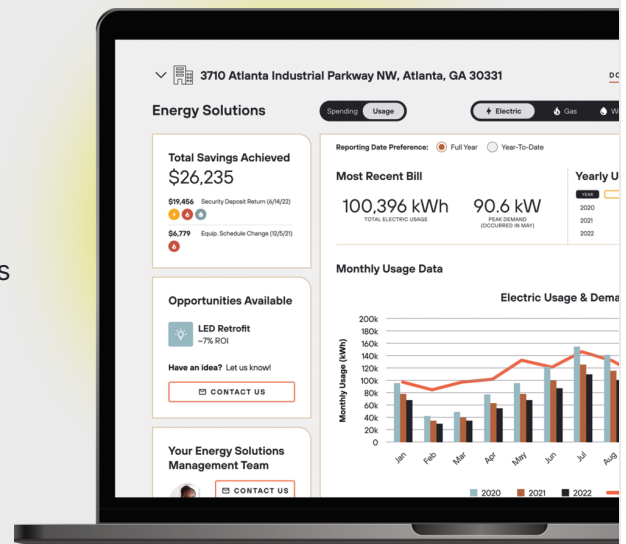 s
3710 Atlanta Industrial Parkway NW, Atlanta, GA 30331
Energy Solutions
Spending Usage
Electric Gas
Total Savings Achieved
$26,235
$19,456 Security Deposit Return (6/14/22)
$6,779 Equip. Schedule Change (12/5/21)
Opportunities Available
LED Retrofit
~7% ROI
Have an idea? Let us know!
CONTACT US
Your Energy Solutions
Management Team
CONTACT US
Reporting Date Preference: Full Year Year-To-Date
Most Recent Bill
100,396 kWh
TOTAL ELECTRIC USAGE
90.6 kW
PEAK DEMAND
(OCCURRED IN MAY)
Yearly U
YEAR
2020
2021
2022
Monthly Usage Data
Electric Usage & Dema
Monthly Usage (kWh)
200k
180k
160k
140k
120k
100k
80k
60k
40k
20k
0
Jan Feb Mar Apr May Jun Jul Aug
2020 2021 2022